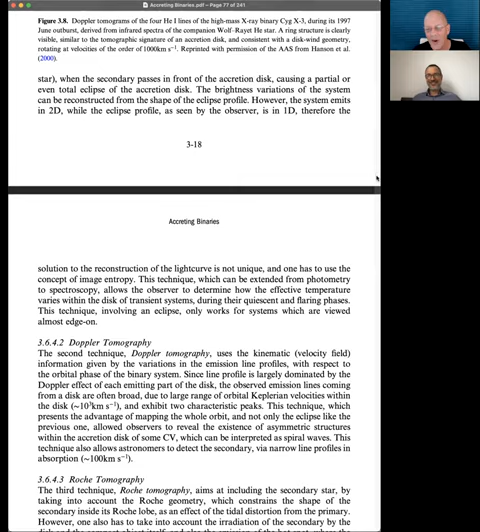 Accreting Binaries.pdf – Page 77 of 241
Figure 3.8. Doppler tomograms of the four He I lines of the high-mass X-ray binary Cyg X-3, during its 1997
June outburst, derived from infrared spectra of the companion Wolf–Rayet He star. A ring structure is clearly
visible, similar to the tomographic signature of an accretion disk, and consistent with a disk-wind geometry,
rotating at velocities of the order of 1000km s⁻¹. Reprinted with permission of the AAS from Hanson et al.
(2000).
star), when the secondary passes in front of the accretion disk, causing a partial or
even total eclipse of the accretion disk. The brightness variations of the system
can be reconstructed from the shape of the eclipse profile. However, the system emits
in 2D, while the eclipse profile, as seen by the observer, is in 1D, therefore the
3-18
Accreting Binaries
solution to the reconstruction of the lightcurve is not unique, and one has to use the
concept of image entropy. This technique, which can be extended from photometry
to spectroscopy, allows the observer to determine how the effective temperature
varies within the disk of transient systems, during their quiescent and flaring phases.
This technique, involving an eclipse, only works for systems which are viewed
almost edge-on.
3.6.4.2 Doppler Tomography
The second technique, Doppler tomography, uses the kinematic (velocity field)
information given by the variations in the emission line profiles, with respect to
the orbital phase of the binary system. Since line profile is largely dominated by the
Doppler effect of each emitting part of the disk, the observed emission lines coming
from a disk are often broad, due to large range of orbital Keplerian velocities within
the disk (~10³km s⁻¹), and exhibit two characteristic peaks. This technique, which
presents the advantage of mapping the whole orbit, and not only the eclipse like the
previous one, allowed observers to reveal the existence of asymmetric structures
within the accretion disk of some CV, which can be interpreted as spiral waves. This
technique also allows astronomers to detect the secondary, via narrow line profiles in
absorption (~100km s⁻¹).
3.6.4.3 Roche Tomography
The third technique, Roche tomography, aims at including the secondary star, by
taking into account the Roche geometry, which constrains the shape of the
secondary inside its Roche lobe, as an effect of the tidal distortion from the primary.
However, one also has to take into account the irradiation of the secondary by the